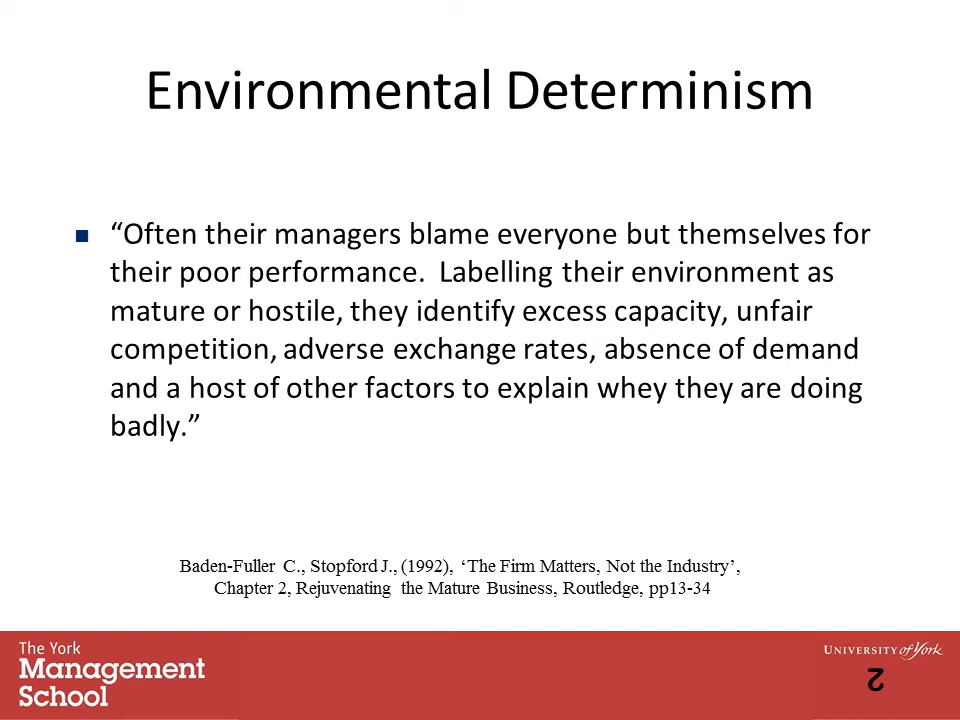 Environmental Determinism
“Often their managers blame everyone but themselves for
their poor performance.  Labelling their environment as
mature or hostile, they identify excess capacity, unfair
competition, adverse exchange rates, absence of demand
and a host of other factors to explain whey they are doing
badly.”
Baden-Fuller C., Stopford J., (1992), ‘The Firm Matters, Not the Industry’,
Chapter 2, Rejuvenating the Mature Business, Routledge, pp13-34
The York
Management
School
UNIVERSITY of York
2